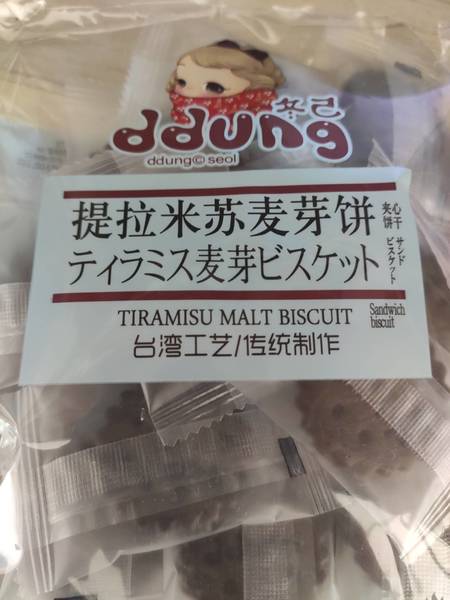 ddung 冬己
ddung© seol
提拉米苏麦芽饼 夹心饼干
ティラミス麦芽ビスケット サンドビスケット
TIRAMISU MALT BISCUIT Sandwich biscuit
台湾工艺/传统制作